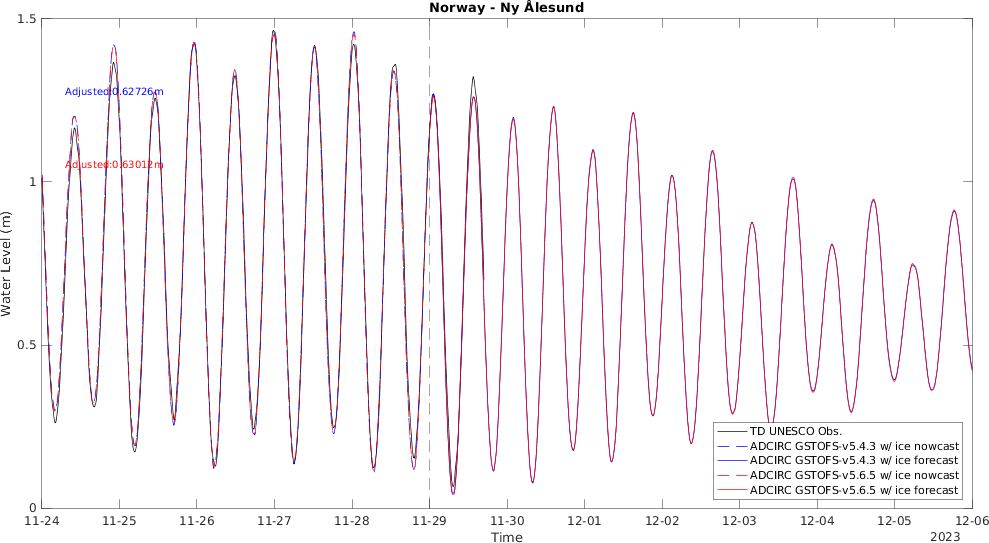 Norway - Ny Ålesund
1.5
1
0.5
0
Water Level (m)
Adjusted:0.62726m
Adjusted:0.63012m
TD UNESCO Obs.
ADCIRC GSTOFS-v5.4.3 w/ ice nowcast
ADCIRC GSTOFS-v5.4.3 w/ ice forecast
ADCIRC GSTOFS-v5.6.5 w/ ice nowcast
ADCIRC GSTOFS-v5.6.5 w/ ice forecast
11-24 11-25 11-26 11-27 11-28 11-29 11-30 12-01 12-02 12-03 12-04 12-05 12-06
Time
2023